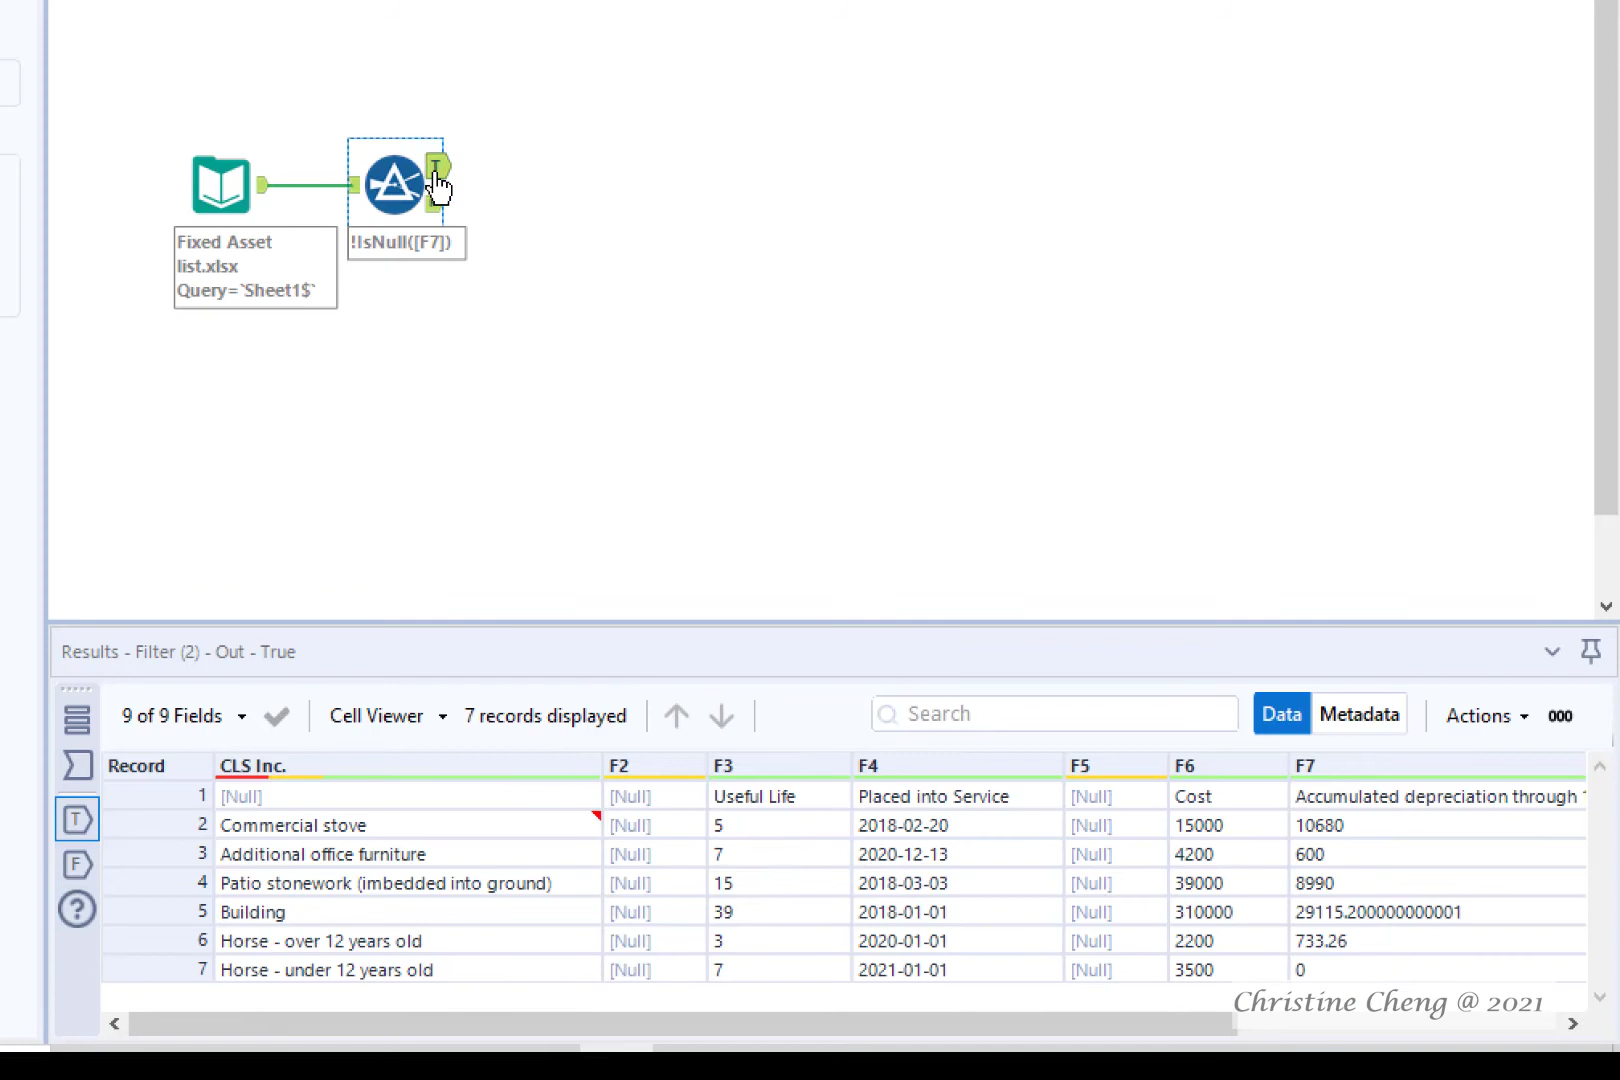 T
Fixed Asset
list.xlsx
Query=`Sheet1$`
!IsNull([F7])
Results - Filter (2) - Out - True
9 of 9 Fields Cell Viewer 7 records displayed Search Data Metadata Actions 000
Record CLS Inc. F2 F3 F4 F5 F6 F7
1 [Null] [Null] Useful Life Placed into Service [Null] Cost Accumulated depreciation through
2 Commercial stove [Null] 5 2018-02-20 [Null] 15000 10680
3 Additional office furniture [Null] 7 2020-12-13 [Null] 4200 600
4 Patio stonework (imbedded into ground) [Null] 15 2018-03-03 [Null] 39000 8990
5 Building [Null] 39 2018-01-01 [Null] 310000 29115.200000000001
6 Horse - over 12 years old [Null] 3 2020-01-01 [Null] 2200 733.26
7 Horse - under 12 years old [Null] 7 2021-01-01 [Null] 3500 0
T
F
?
Christine Cheng @ 2021